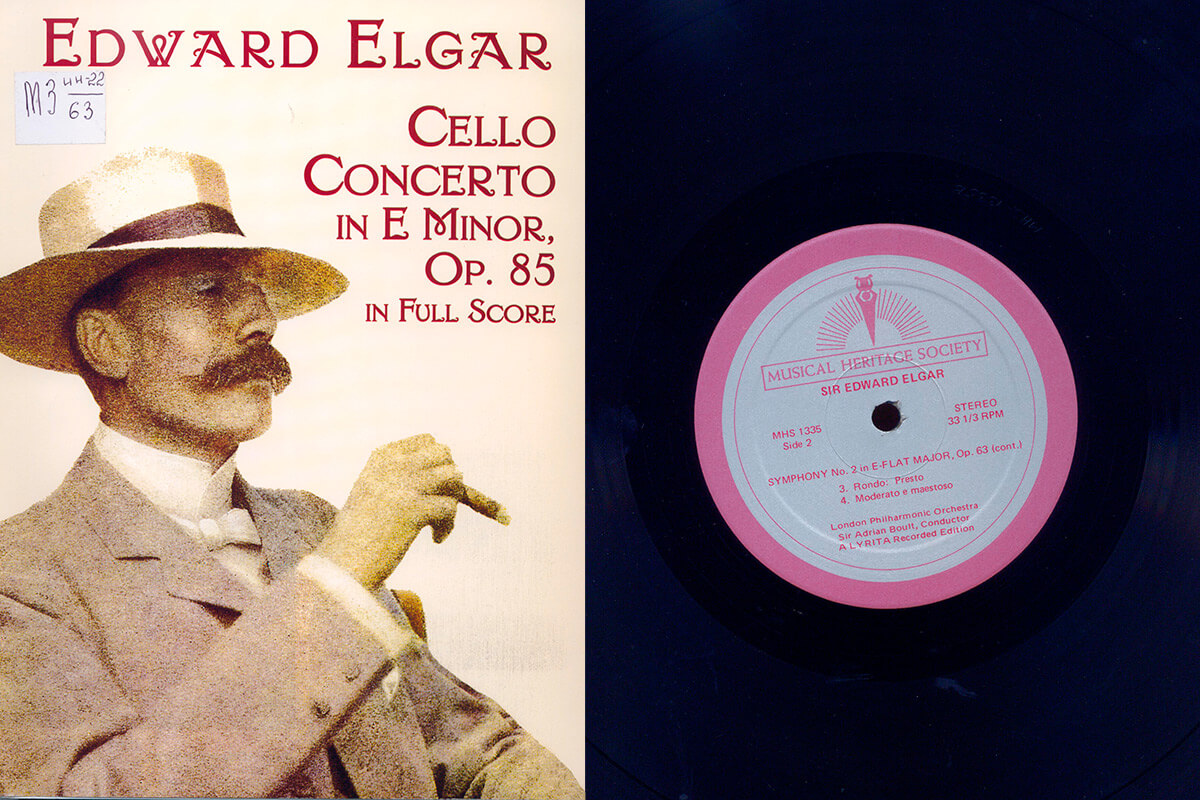 EDWARD ELGAR
М3 44-22
63
CELLO
CONCERTO
IN E MINOR,
OP. 85
IN FULL SCORE
MUSICAL HERITAGE SOCIETY
SIR EDWARD ELGAR
MHS 1335
Side 2
STEREO
33 1/3 RPM
SYMPHONY No. 2 in E-FLAT MAJOR, Op. 63 (cont.)
3. Rondo: Presto
4. Moderato e maestoso
London Philharmonic Orchestra
Sir Adrian Boult, Conductor
A LYRITA Recorded Edition